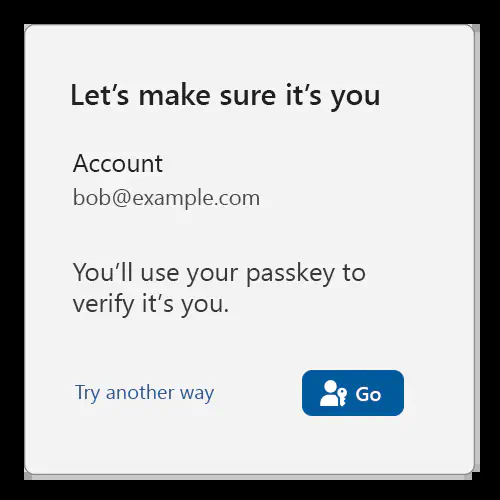 Let’s make sure it’s you
Account
bob@example.com
You’ll use your passkey to
verify it’s you.
Try another way
Go